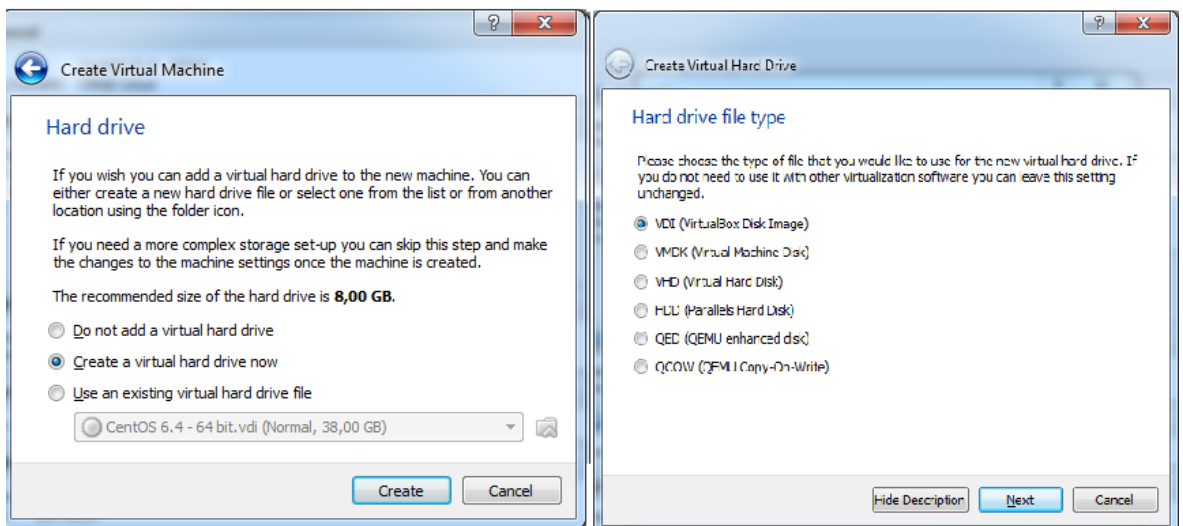 Create Virtual Machine
Hard drive
If you wish you can add a virtual hard drive to the new machine. You can
either create a new hard drive file or select one from the list or from another
location using the folder icon.
If you need a more complex storage set-up you can skip this step and make
the changes to the machine settings once the machine is created.
The recommended size of the hard drive is 8,00 GB.
Do not add a virtual hard drive
Create a virtual hard drive now
Use an existing virtual hard drive file
CentOS 6.4 - 64 bit.vdi (Normal, 38,00 GB)
Create
Cancel
Create Virtual Hard Drive
Hard drive file type
Please choose the type of file that you would like to use for the new virtual hard drive. If
you do not need to use it with other virtualization software you can leave this setting
unchanged.
VDI (VirtualBox Disk Image)
VMDK (Virtual Machine Disk)
VHD (Virtual Hard Disk)
HDD (Parallels Hard Disk)
QED (QEMU enhanced disk)
QCOW (QEMU Copy-On-Write)
Hide Description
Next
Cancel